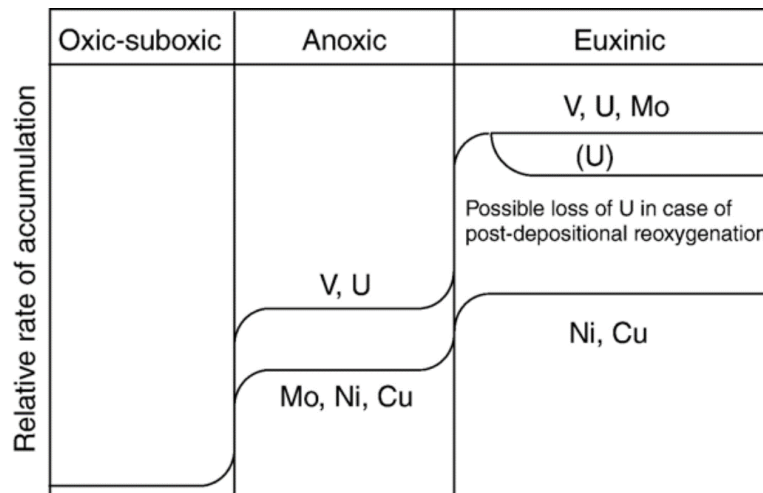 Oxic-suboxic
Anoxic
Euxinic
Relative rate of accumulation
V, U, Mo
(U)
Possible loss of U in case of
post-depositional reoxygenation
V, U
Ni, Cu
Mo, Ni, Cu